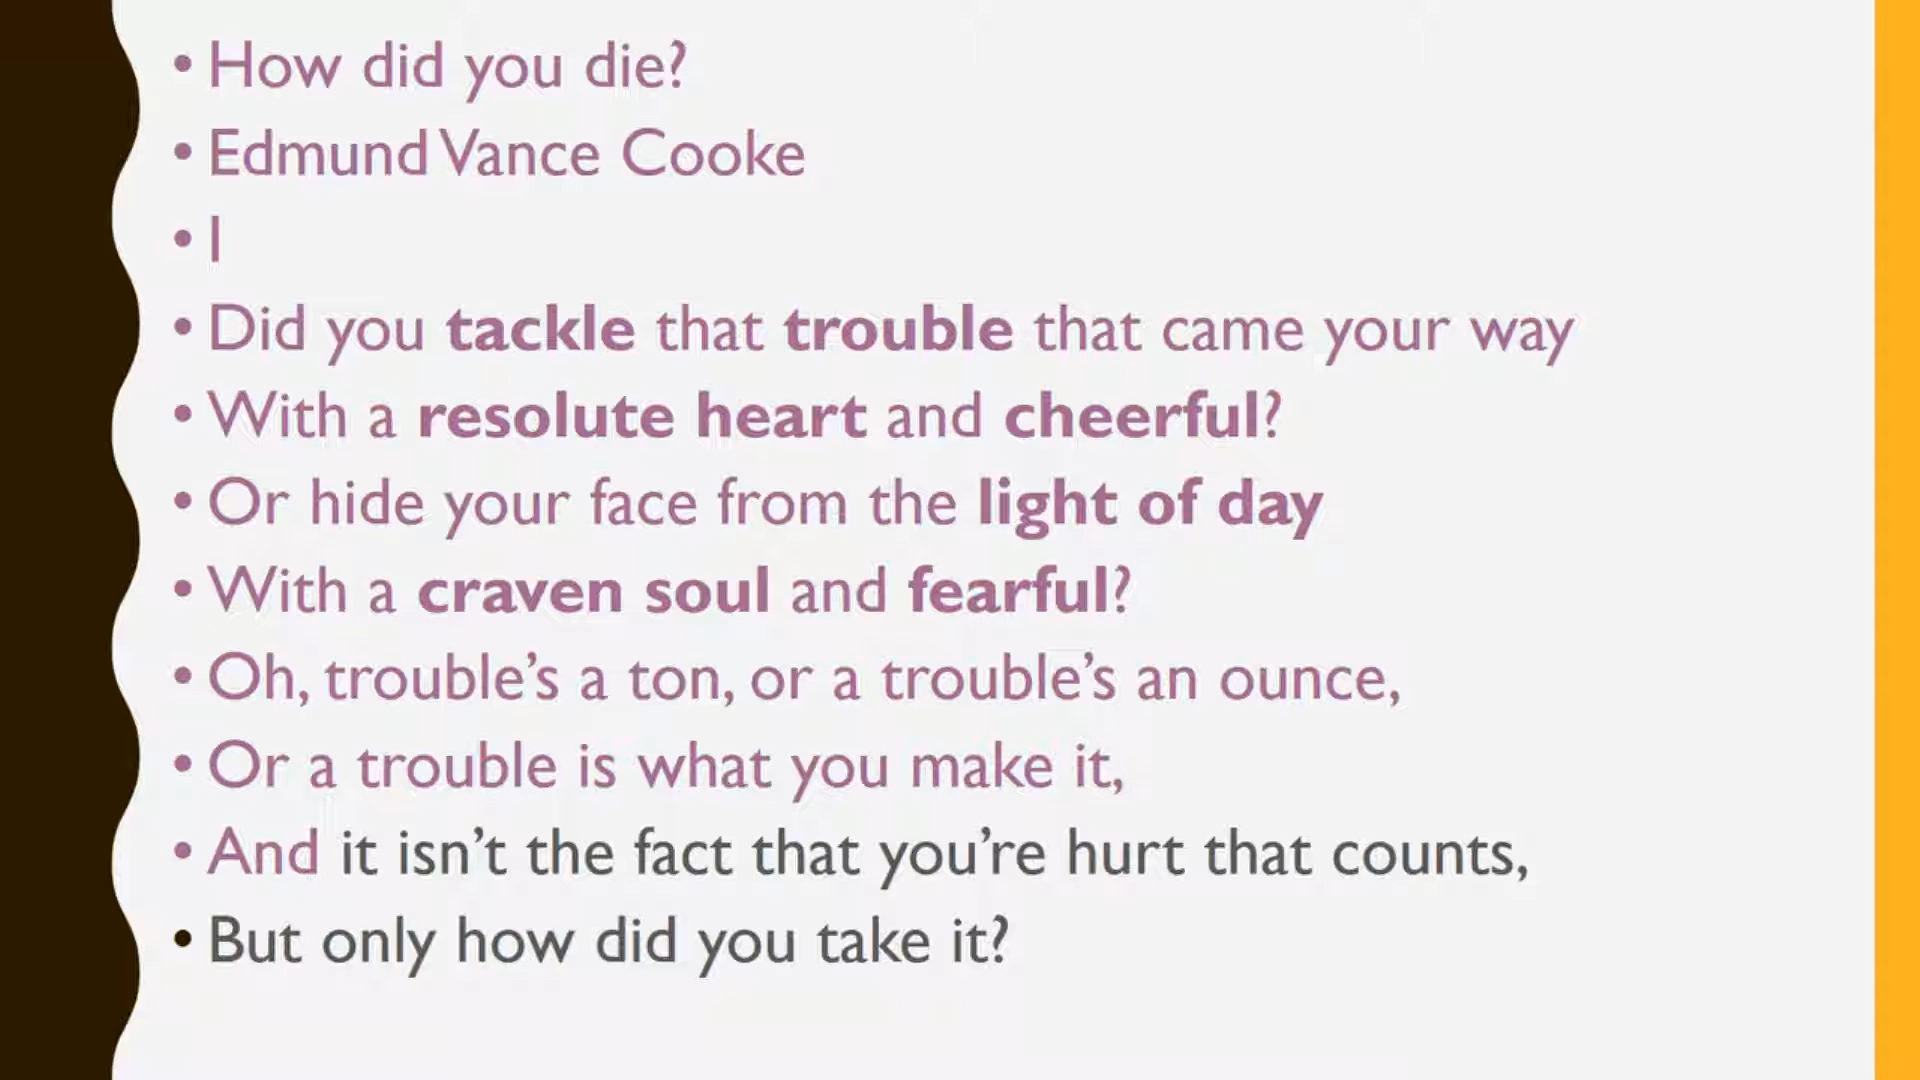 • How did you die?
• Edmund Vance Cooke
• I
• Did you tackle that trouble that came your way
• With a resolute heart and cheerful?
• Or hide your face from the light of day
• With a craven soul and fearful?
• Oh, trouble’s a ton, or a trouble’s an ounce,
• Or a trouble is what you make it,
• And it isn’t the fact that you’re hurt that counts,
• But only how did you take it?